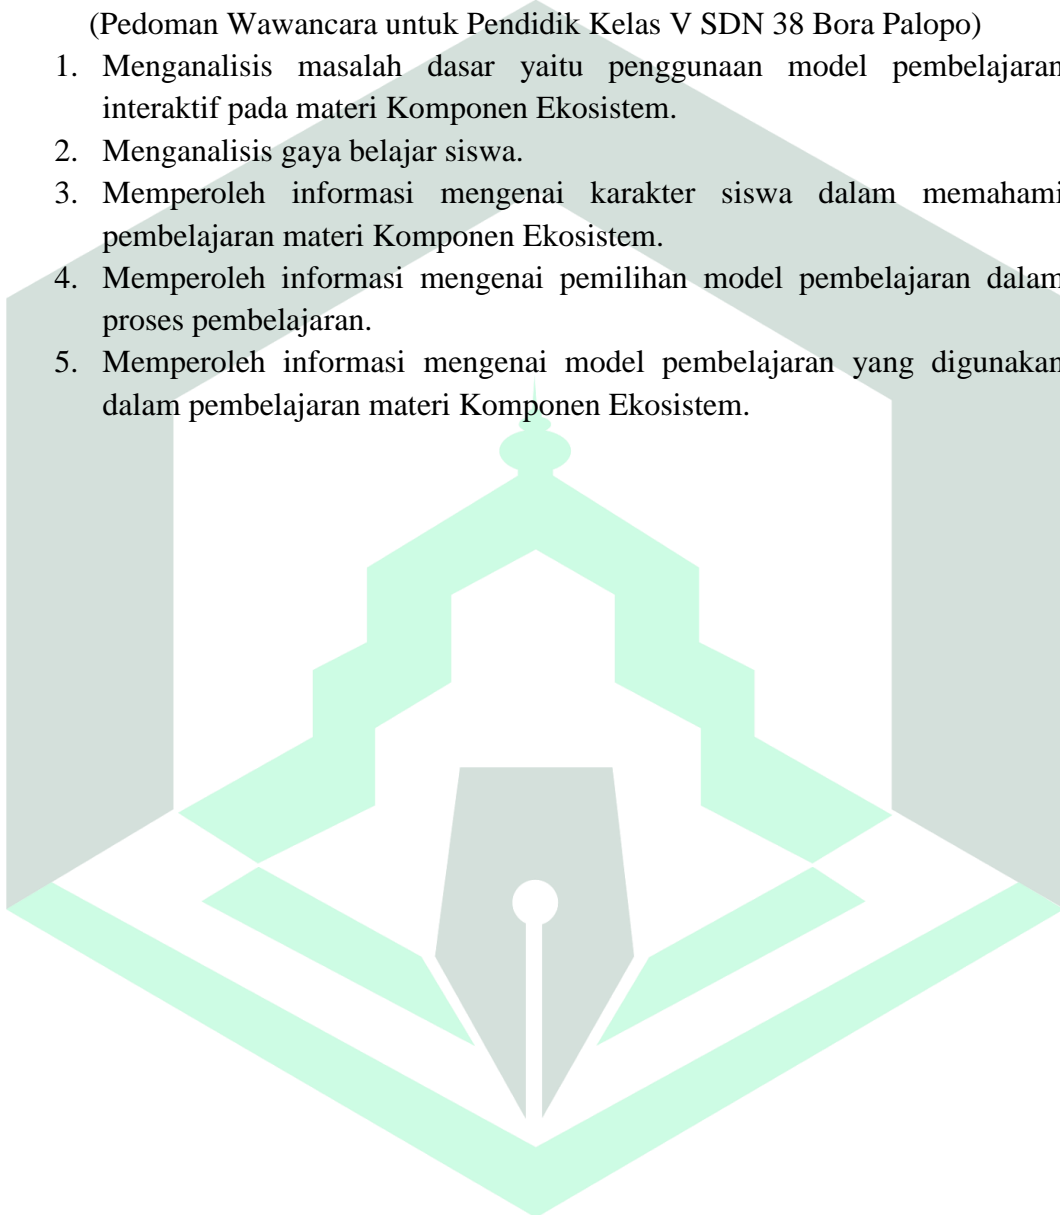 (Pedoman Wawancara untuk Pendidik Kelas V SDN 38 Bora Palopo)
1. Menganalisis masalah dasar yaitu penggunaan model pembelajaran
interaktif pada materi Komponen Ekosistem.
2. Menganalisis gaya belajar siswa.
3. Memperoleh informasi mengenai karakter siswa dalam memahami
pembelajaran materi Komponen Ekosistem.
4. Memperoleh informasi mengenai pemilihan model pembelajaran dalam
proses pembelajaran.
5. Memperoleh informasi mengenai model pembelajaran yang digunakan
dalam pembelajaran materi Komponen Ekosistem.